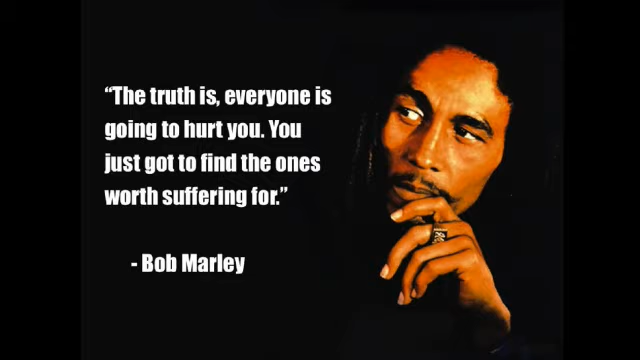 “The truth is, everyone is
going to hurt you. You
just got to find the ones
worth suffering for.”
- Bob Marley